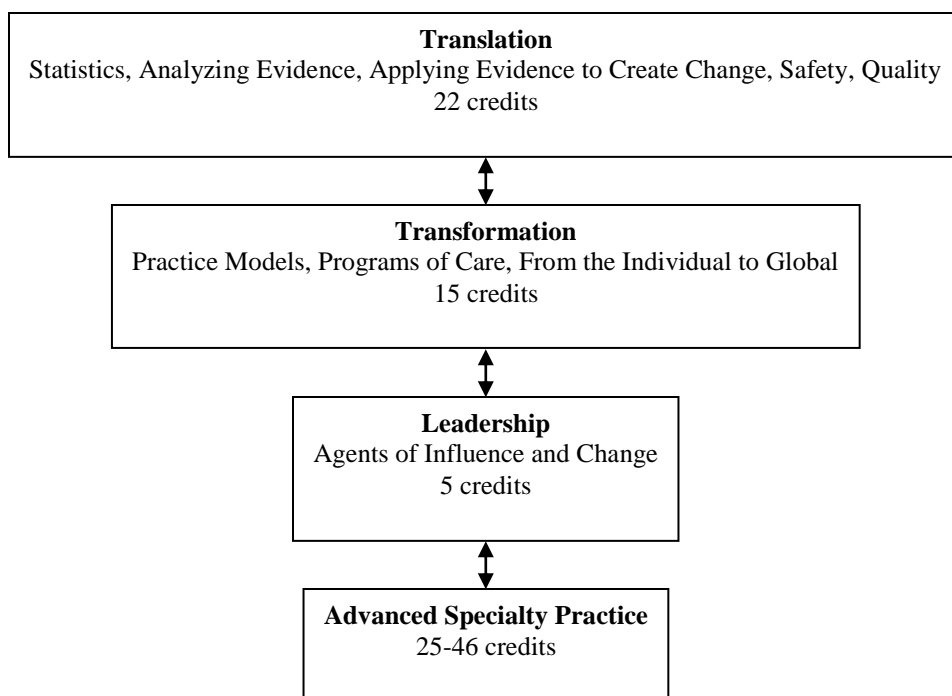 Translation
Statistics, Analyzing Evidence, Applying Evidence to Create Change, Safety, Quality
22 credits
Transformation
Practice Models, Programs of Care, From the Individual to Global
15 credits
Leadership
Agents of Influence and Change
5 credits
Advanced Specialty Practice
25-46 credits